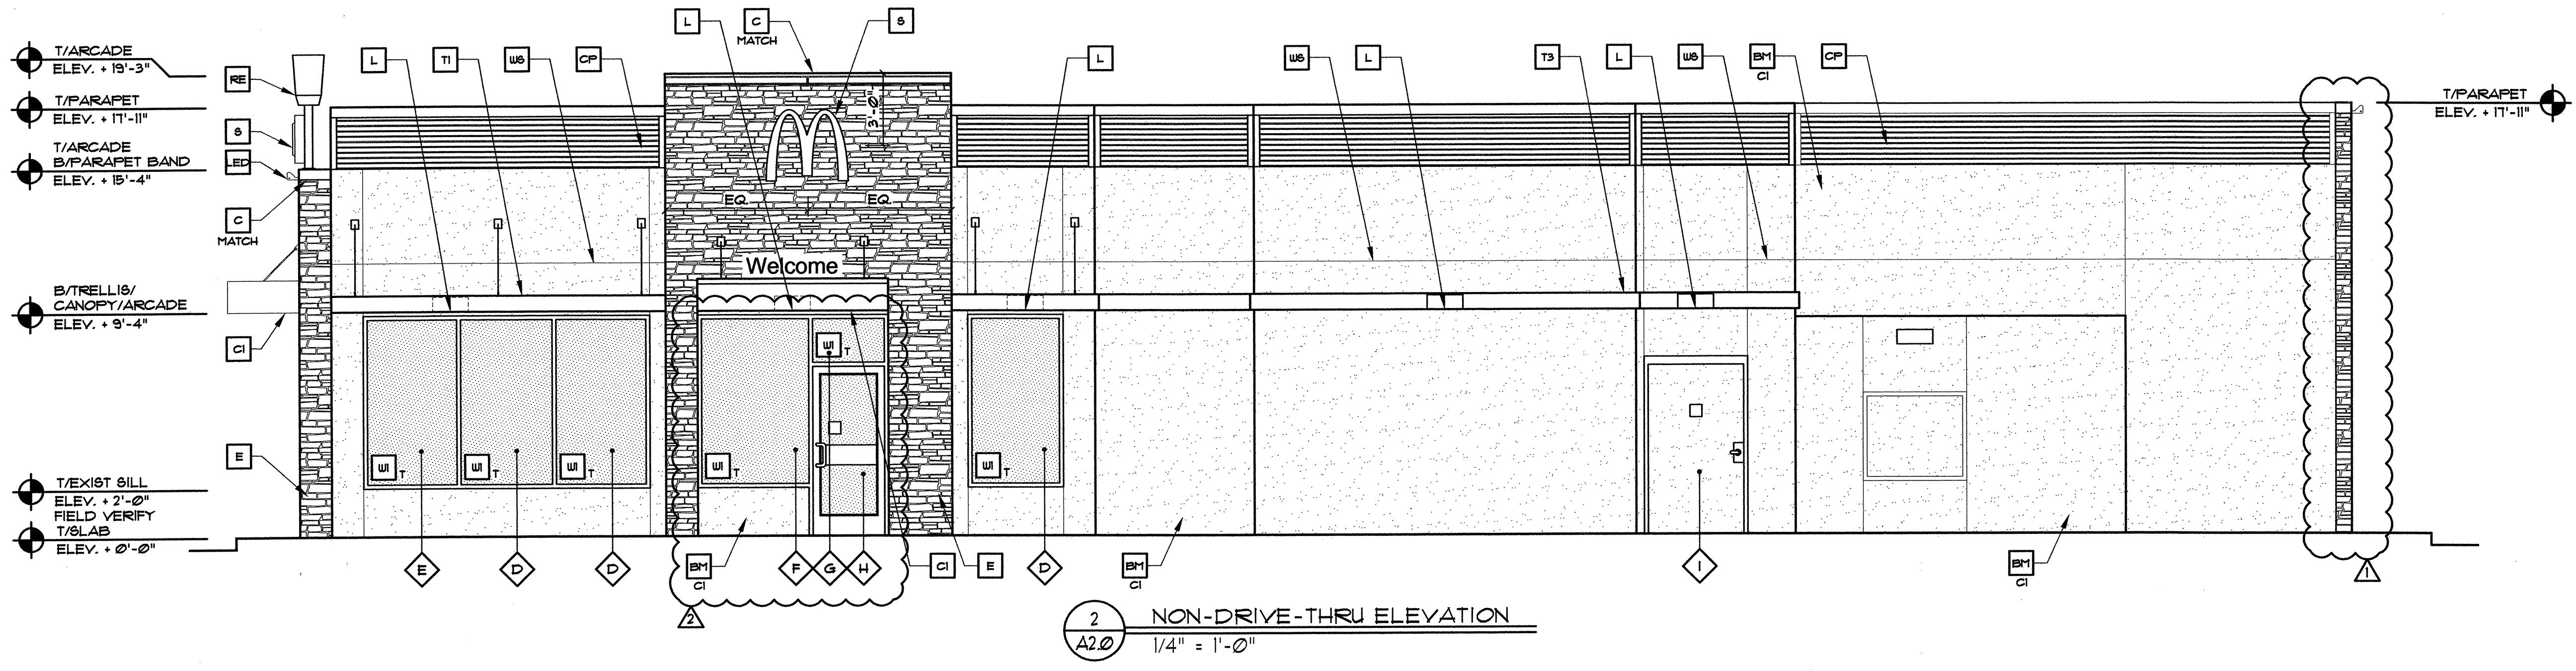 L
C
MATCH
S
T/ARCADE
ELEV. + 19'-3"
RE
L
T1
WS
CP
L
WS
L
T3
L
WS
BM
C1
CP
T/PARAPET
ELEV. + 17'-11"
T/PARAPET
ELEV. + 17'-11"
3'-0"
S
T/ARCADE
B/PARAPET BAND
ELEV. + 15'-4"
LED
C
MATCH
EQ.
EQ.
Welcome
B/TRELLIS/
CANOPY/ARCADE
ELEV. + 9'-4"
C1
W1 T
E
W1 T
W1 T
W1 T
W1 T
W1 T
T/EXIST SILL
ELEV. + 2'-0"
FIELD VERIFY
T/SLAB
ELEV. + 0'-0"
E
D
D
BM
C1
F
G
H
C1
E
D
BM
C1
I
BM
C1
1
2
2
A2.0
NON-DRIVE-THRU ELEVATION
1/4" = 1'-0"